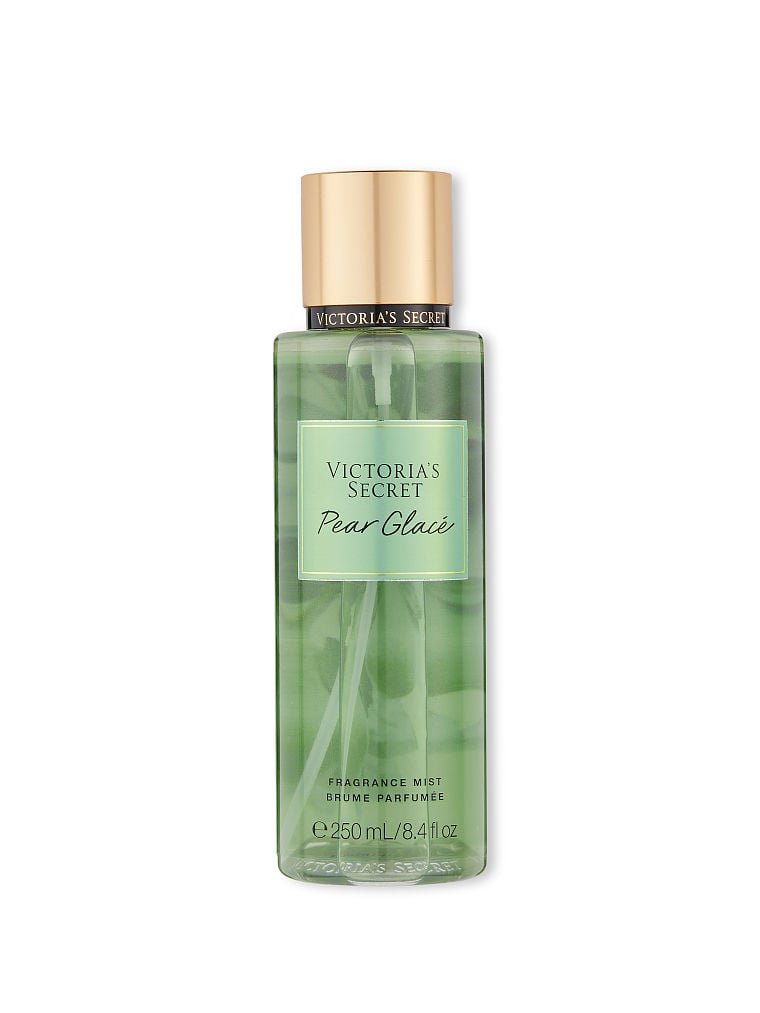 VICTORIA'S SECRET
VICTORIA'S
SECRET
Pear Glacé
FRAGRANCE MIST
BRUME PARFUMÉE
℮ 250 mL/8.4 fl oz
VICTORIA'S SECRET